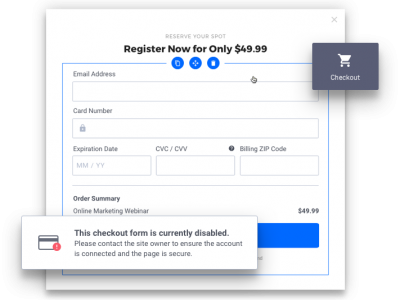 RESERVE YOUR SPOT
Register Now for Only $49.99
Checkout
Email Address
Card Number
Expiration Date
CVC / CVV
Billing ZIP Code
MM / YY
Order Summary
Online Marketing Webinar
$49.99
This checkout form is currently disabled.
Please contact the site owner to ensure the account
is connected and the page is secure.